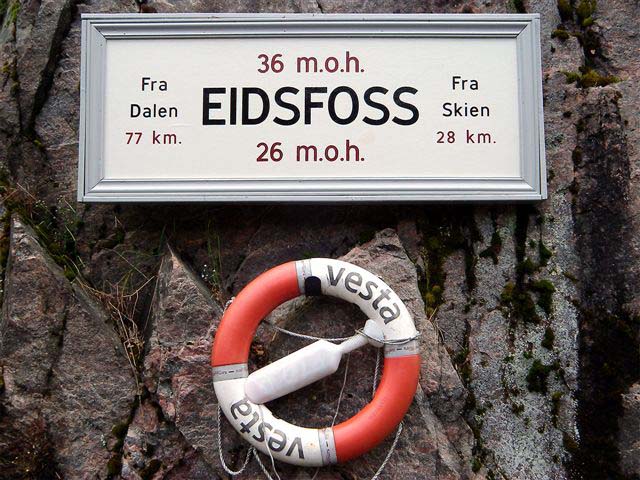 36 m.o.h.
Fra
Dalen
77 km.
EIDSFOSS
Fra
Skien
28 km.
26 m.o.h.
vesta
vesta